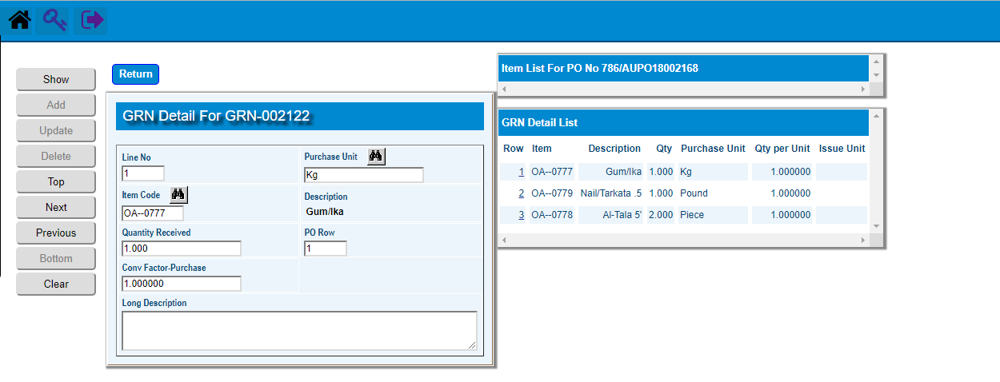 Show
Add
Update
Delete
Top
Next
Previous
Bottom
Clear
Return
GRN Detail For GRN-002122
Line No
1
Purchase Unit
Kg
Item Code
OA--0777
Description
Gum/Ika
Quantity Received
1.000
PO Row
1
Conv Factor-Purchase
1.000000
Long Description
Item List For PO No 786/AUPO18002168
GRN Detail List
Row Item Description Qty Purchase Unit Qty per Unit Issue Unit
1 OA--0777 Gum/Ika 1.000 Kg 1.000000
2 OA--0779 Nail/Tarkata .5 1.000 Pound 1.000000
3 OA--0778 Al-Tala 5' 2.000 Piece 1.000000